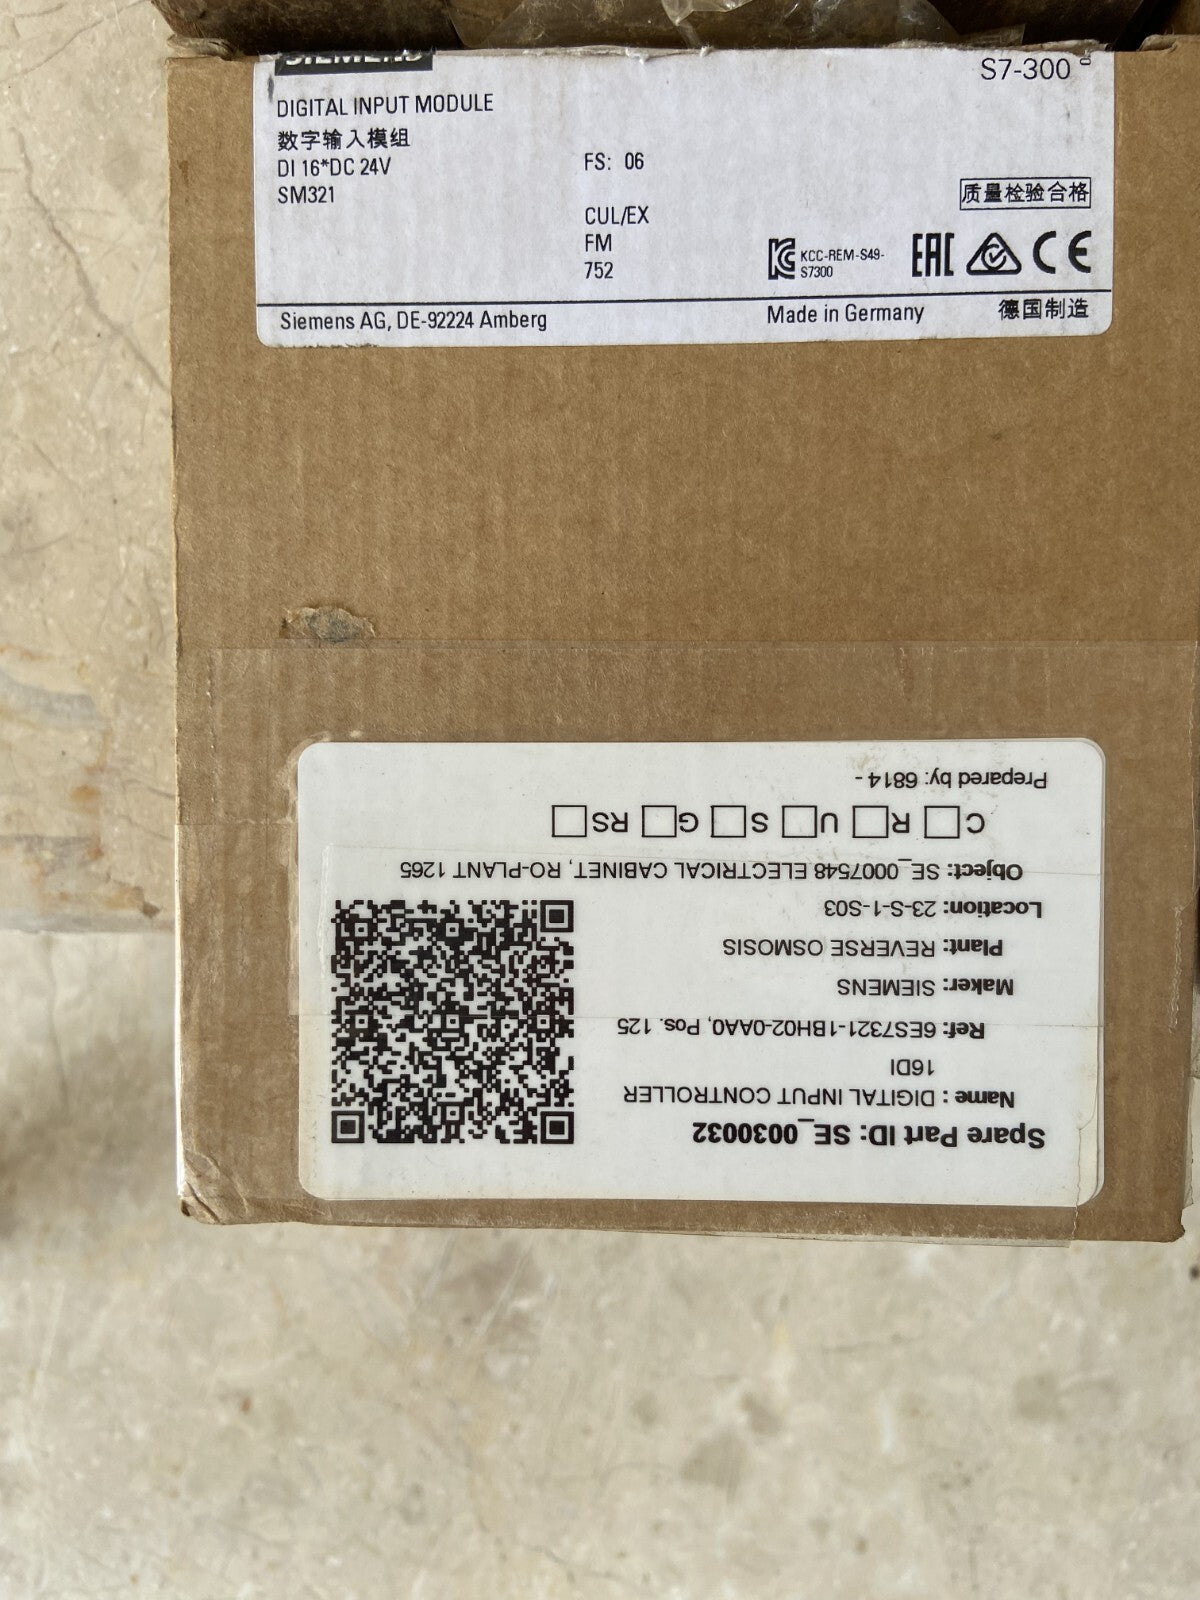 SIEMENS
S7-300
DIGITAL INPUT MODULE
数字输入模组
DI 16*DC 24V
SM321
FS: 06
CUL/EX
FM
752
质量检验合格
KCC-REM-S49-
S7300
EAC
CE
Siemens AG, DE-92224 Amberg
Made in Germany
德国制造
Spare Part ID: SE_0030032
Name : DIGITAL INPUT CONTROLLER
16DI
Ref: 6ES7321-1BH02-0AA0, Pos. 125
Maker: SIEMENS
Plant: REVERSE OSMOSIS
Location: 23-S-1-S03
Object: SE_0007548 ELECTRICAL CABINET, RO-PLANT 1265
C R U S G RS
Prepared by: 6814 -